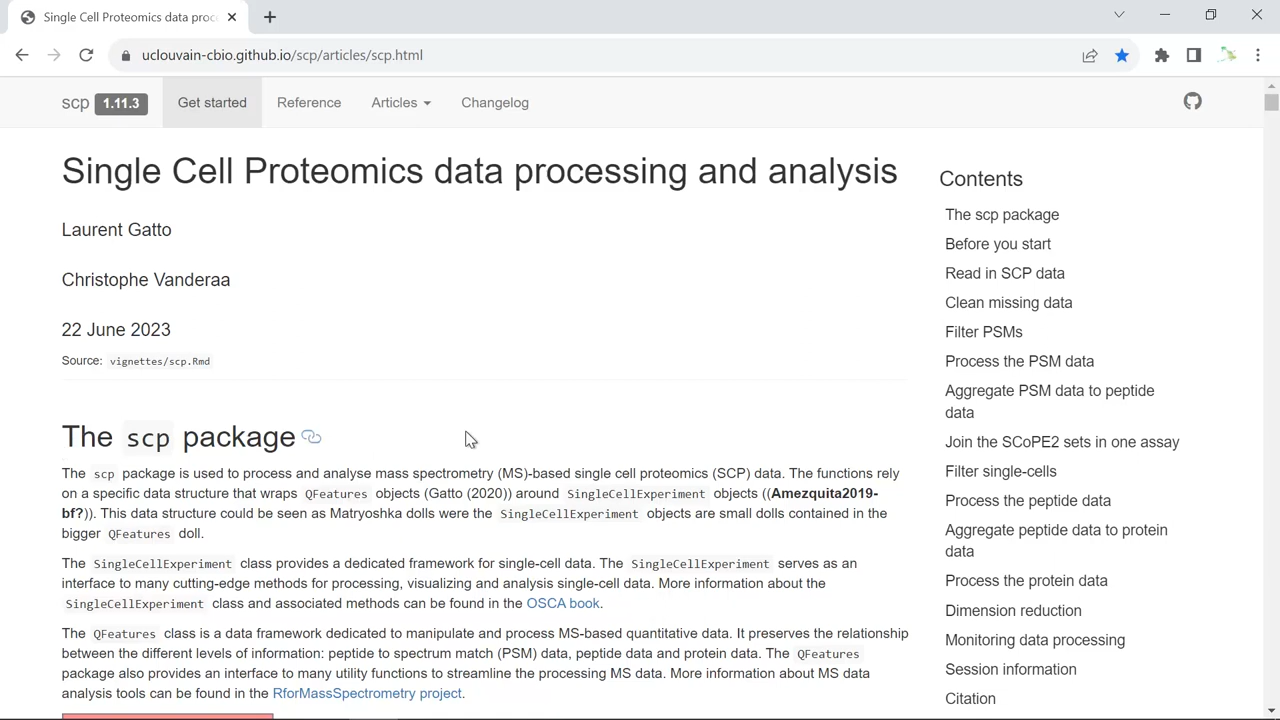 Single Cell Proteomics data proc
uclouvain-cbio.github.io/scp/articles/scp.html
scp 1.11.3 Get started Reference Articles Changelog
Single Cell Proteomics data processing and analysis
Laurent Gatto
Christophe Vanderaa
22 June 2023
Source: vignettes/scp.Rmd
The scp package
The scp package is used to process and analyse mass spectrometry (MS)-based single cell proteomics (SCP) data. The functions rely
on a specific data structure that wraps QFeatures objects (Gatto (2020)) around SingleCellExperiment objects ((Amezquita2019-
bf?)). This data structure could be seen as Matryoshka dolls were the SingleCellExperiment objects are small dolls contained in the
bigger QFeatures doll.
The SingleCellExperiment class provides a dedicated framework for single-cell data. The SingleCellExperiment serves as an
interface to many cutting-edge methods for processing, visualizing and analysis single-cell data. More information about the
SingleCellExperiment class and associated methods can be found in the OSCA book.
The QFeatures class is a data framework dedicated to manipulate and process MS-based quantitative data. It preserves the relationship
between the different levels of information: peptide to spectrum match (PSM) data, peptide data and protein data. The QFeatures
package also provides an interface to many utility functions to streamline the processing MS data. More information about MS data
analysis tools can be found in the RforMassSpectrometry project.
Contents
The scp package
Before you start
Read in SCP data
Clean missing data
Filter PSMs
Process the PSM data
Aggregate PSM data to peptide
data
Join the SCoPE2 sets in one assay
Filter single-cells
Process the peptide data
Aggregate peptide data to protein
data
Process the protein data
Dimension reduction
Monitoring data processing
Session information
Citation